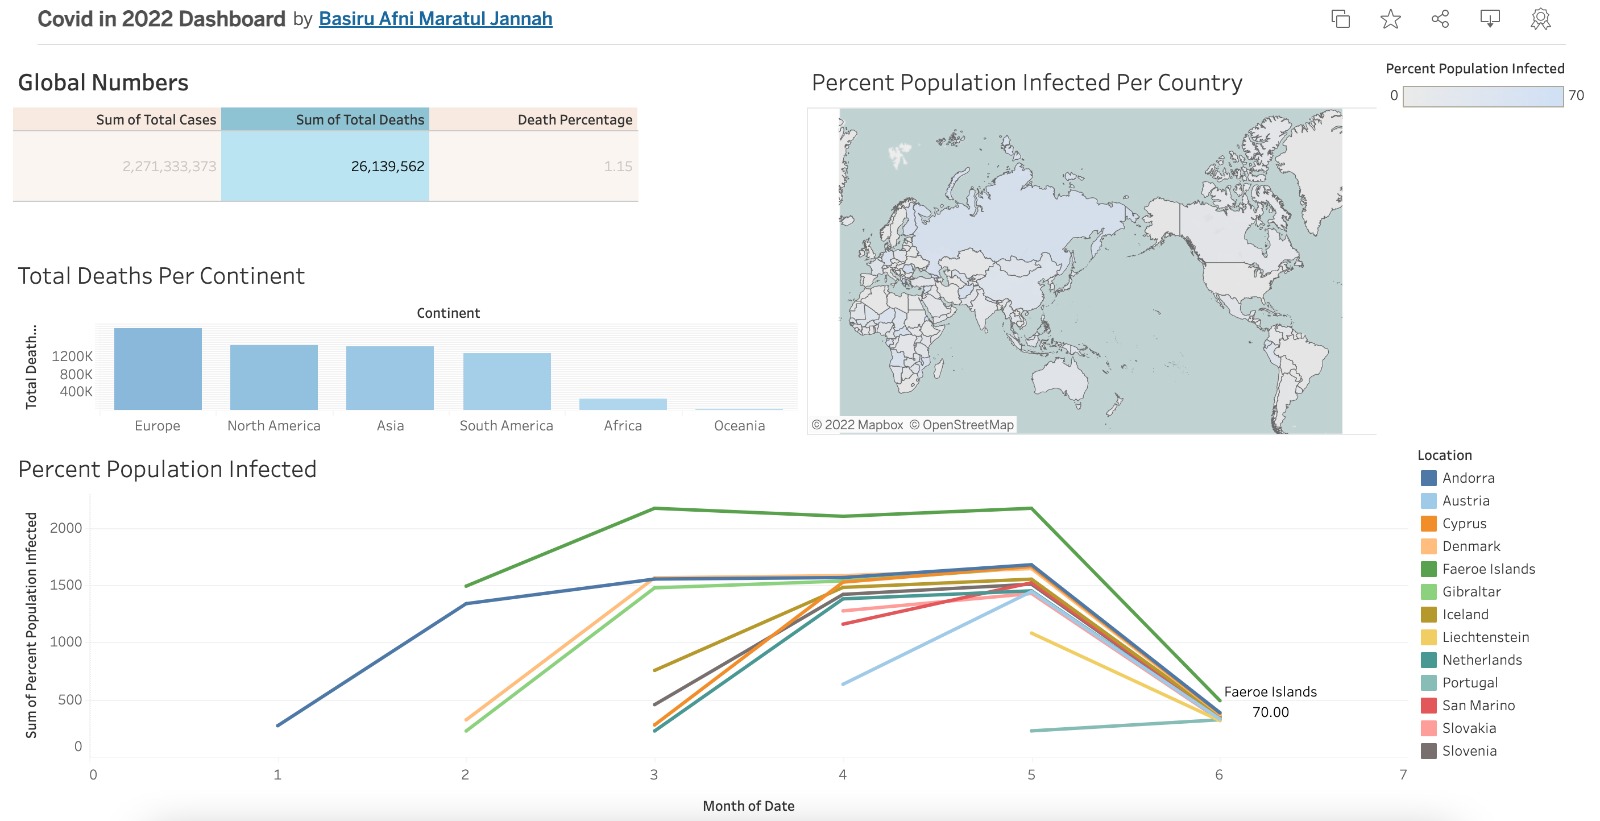 Covid in 2022 Dashboard by Basiru Afni Maratul Jannah
Global Numbers
Sum of Total Cases Sum of Total Deaths Death Percentage
2,271,333,373 26,139,562 1.15
Percent Population Infected Per Country
© 2022 Mapbox © OpenStreetMap
Percent Population Infected
0 70
Total Deaths Per Continent
Continent
Total Death...
1200K
800K
400K
Europe North America Asia South America Africa Oceania
Percent Population Infected
Sum of Percent Population Infected
2000
1500
1000
500
0
Faeroe Islands
70.00
0 1 2 3 4 5 6 7
Month of Date
Location
Andorra
Austria
Cyprus
Denmark
Faeroe Islands
Gibraltar
Iceland
Liechtenstein
Netherlands
Portugal
San Marino
Slovakia
Slovenia